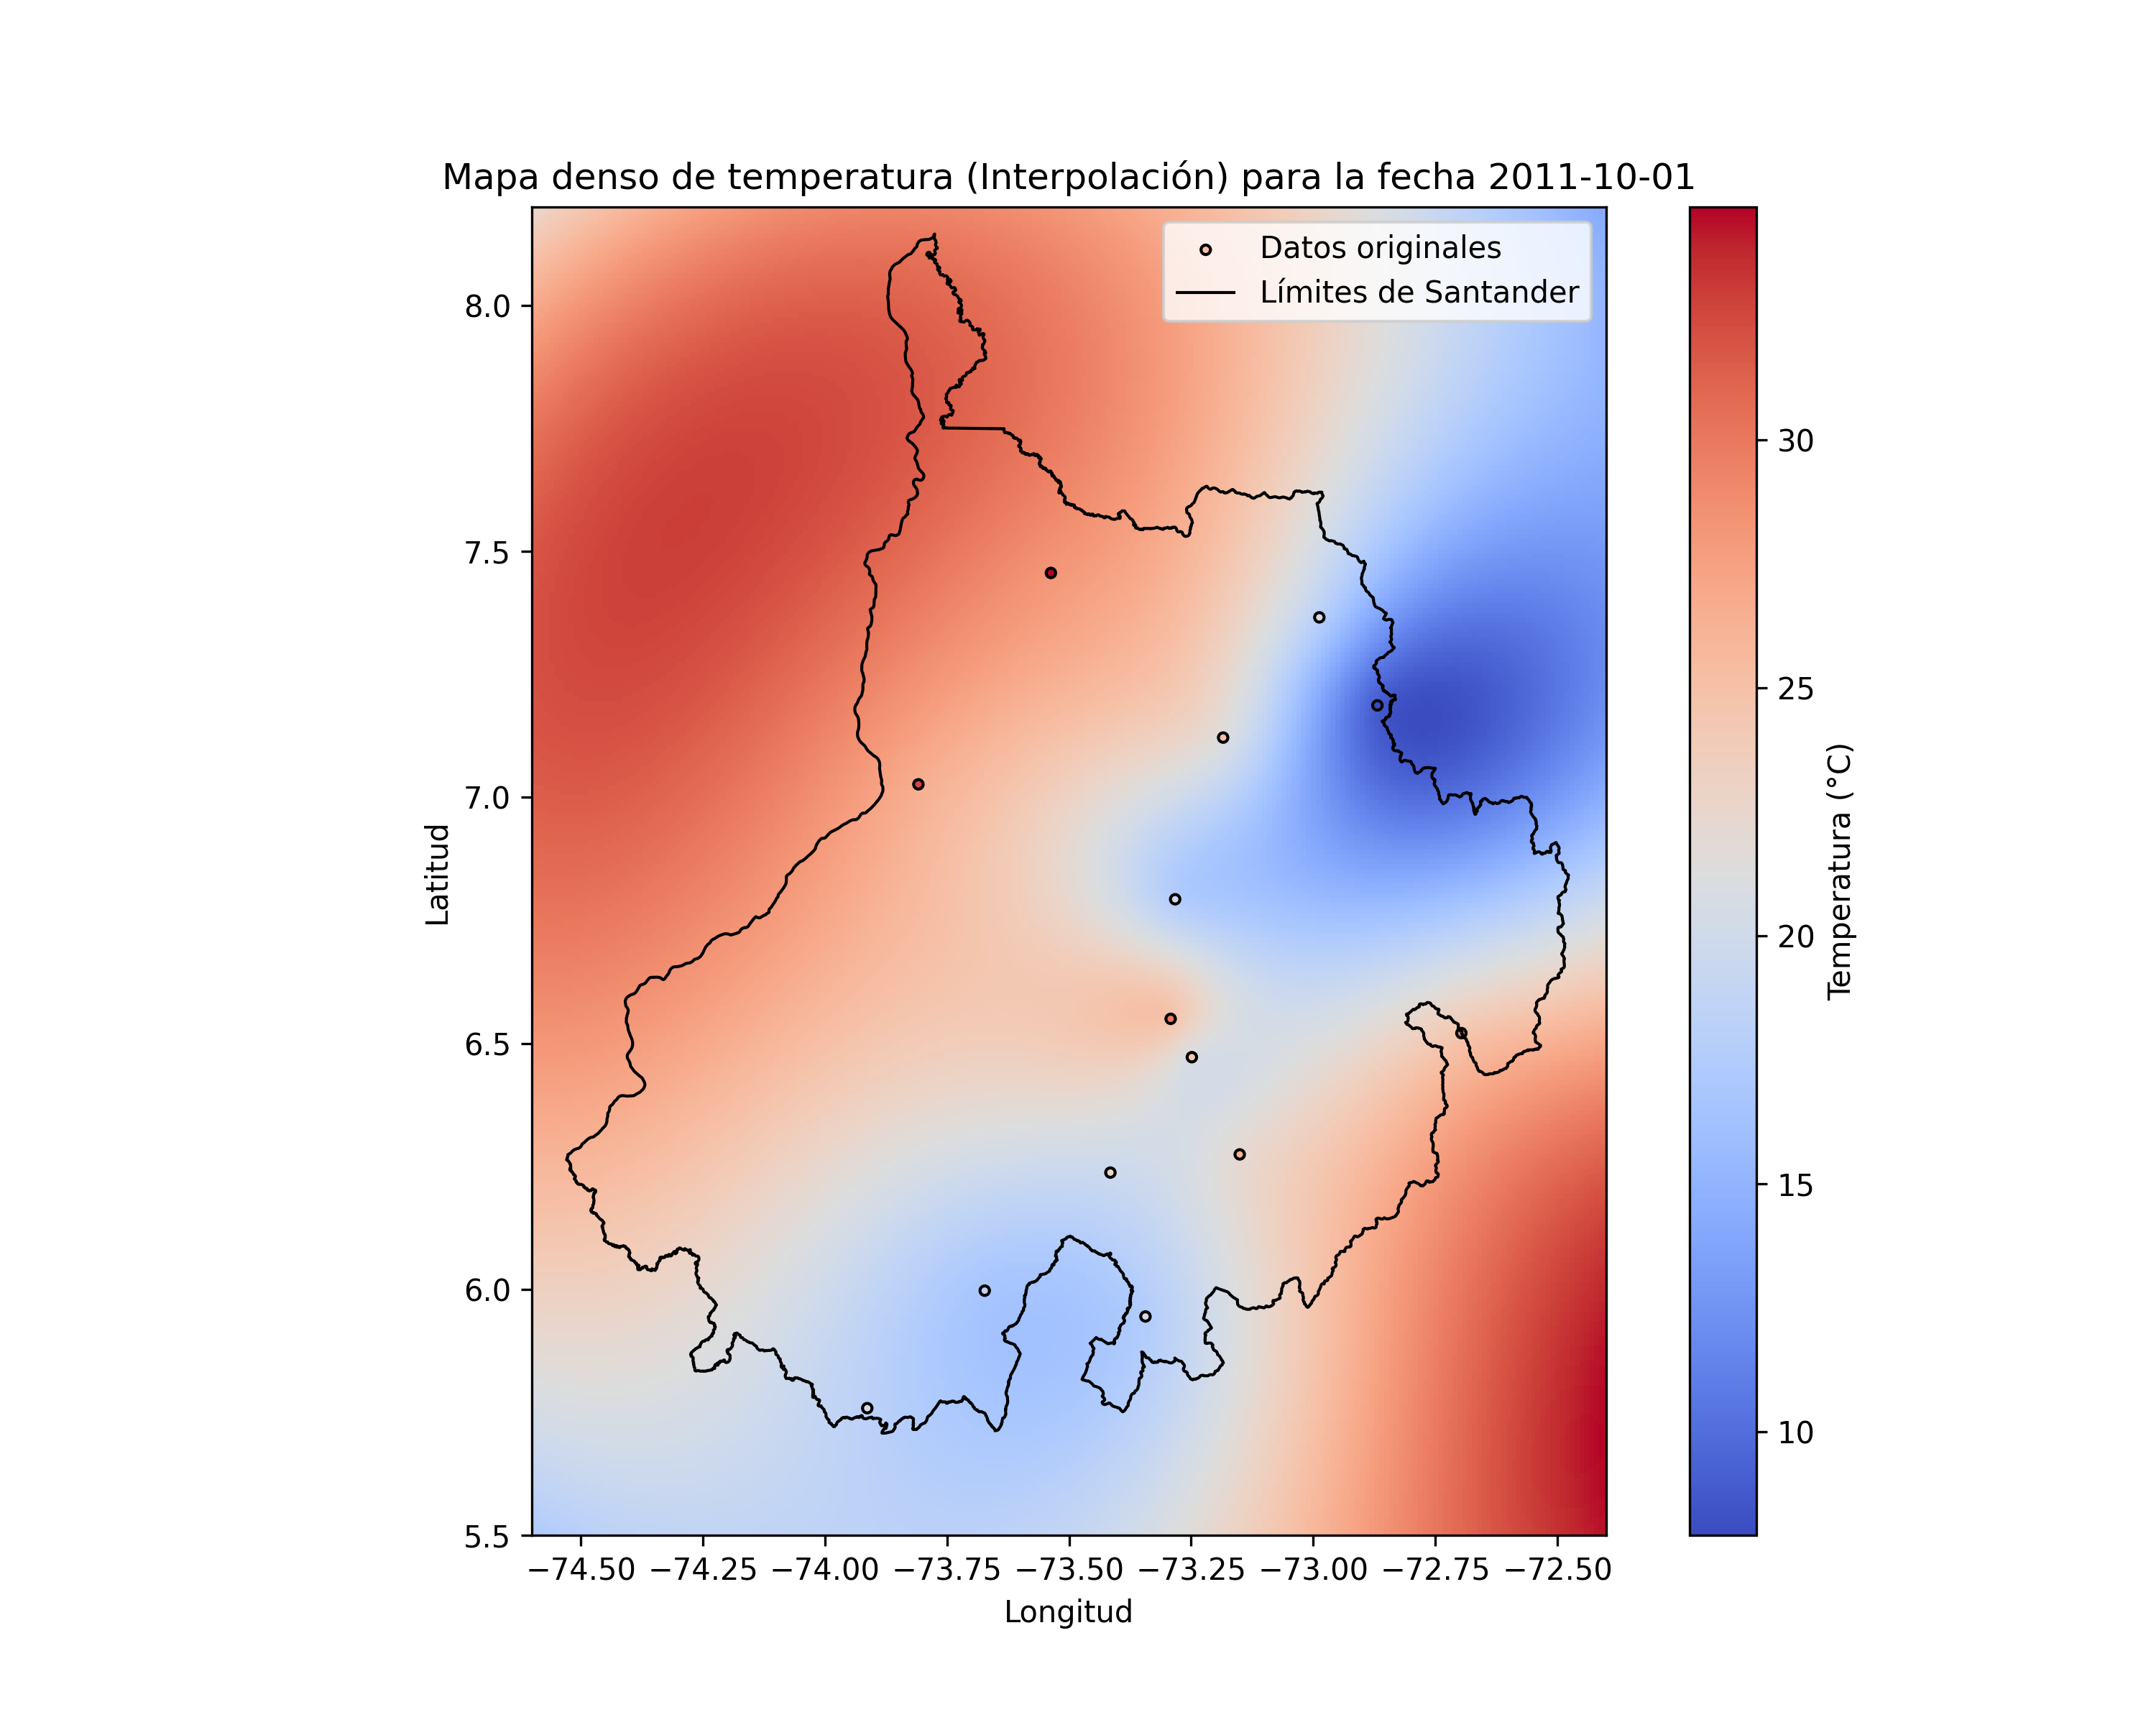 Mapa denso de temperatura (Interpolación) para la fecha 2011-10-01
Datos originales
Límites de Santander
8.0
7.5
7.0
6.5
6.0
5.5
Latitud
−74.50 −74.25 −74.00 −73.75 −73.50 −73.25 −73.00 −72.75 −72.50
Longitud
30
25
20
15
10
Temperatura (°C)